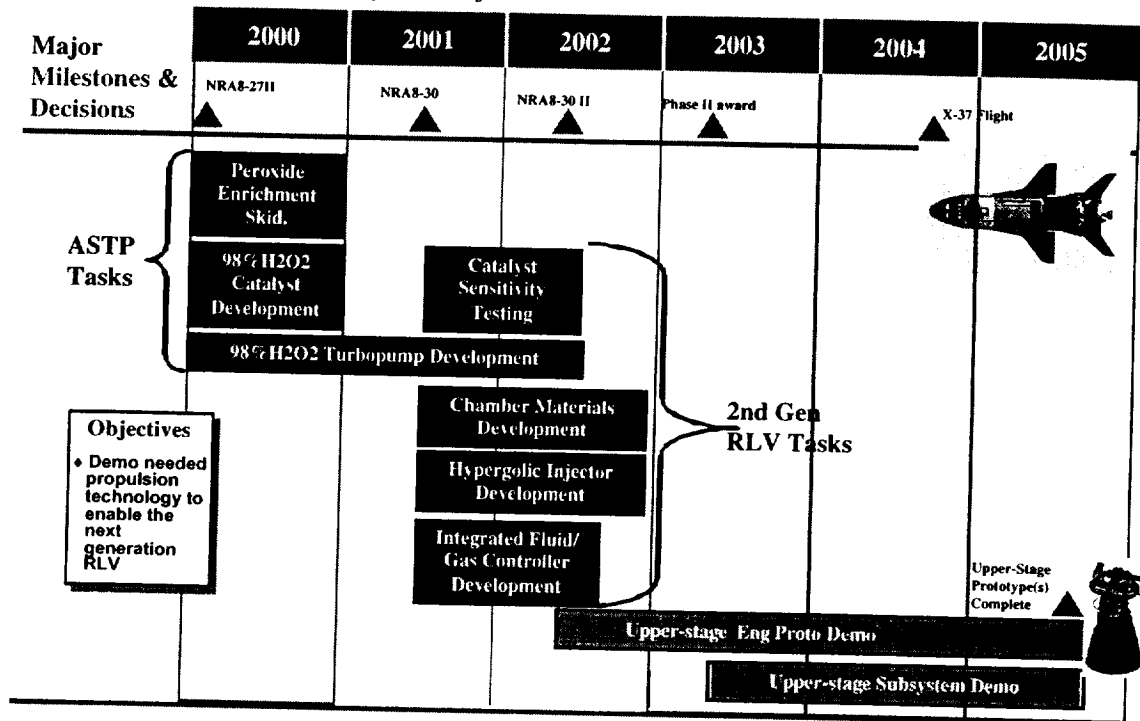 Major
Milestones &
Decisions
2000
2001
2002
2003
2004
2005
NRA8-27II
NRA8-30
NRA8-30 II
Phase II award
X-37 Flight
ASTP
Tasks
Peroxide
Enrichment
Skid.
98%H2O2
Catalyst
Development
Catalyst
Sensitivity
Testing
98%H2O2 Turbopump Development
Chamber Materials
Development
Hypergolic Injector
Development
Integrated Fluid/
Gas Controller
Development
2nd Gen
RLV Tasks
Objectives
♦ Demo needed
propulsion
technology to
enable the
next
generation
RLV
Upper-Stage
Prototype(s)
Complete
Upper-stage Eng Proto Demo
Upper-stage Subsystem Demo